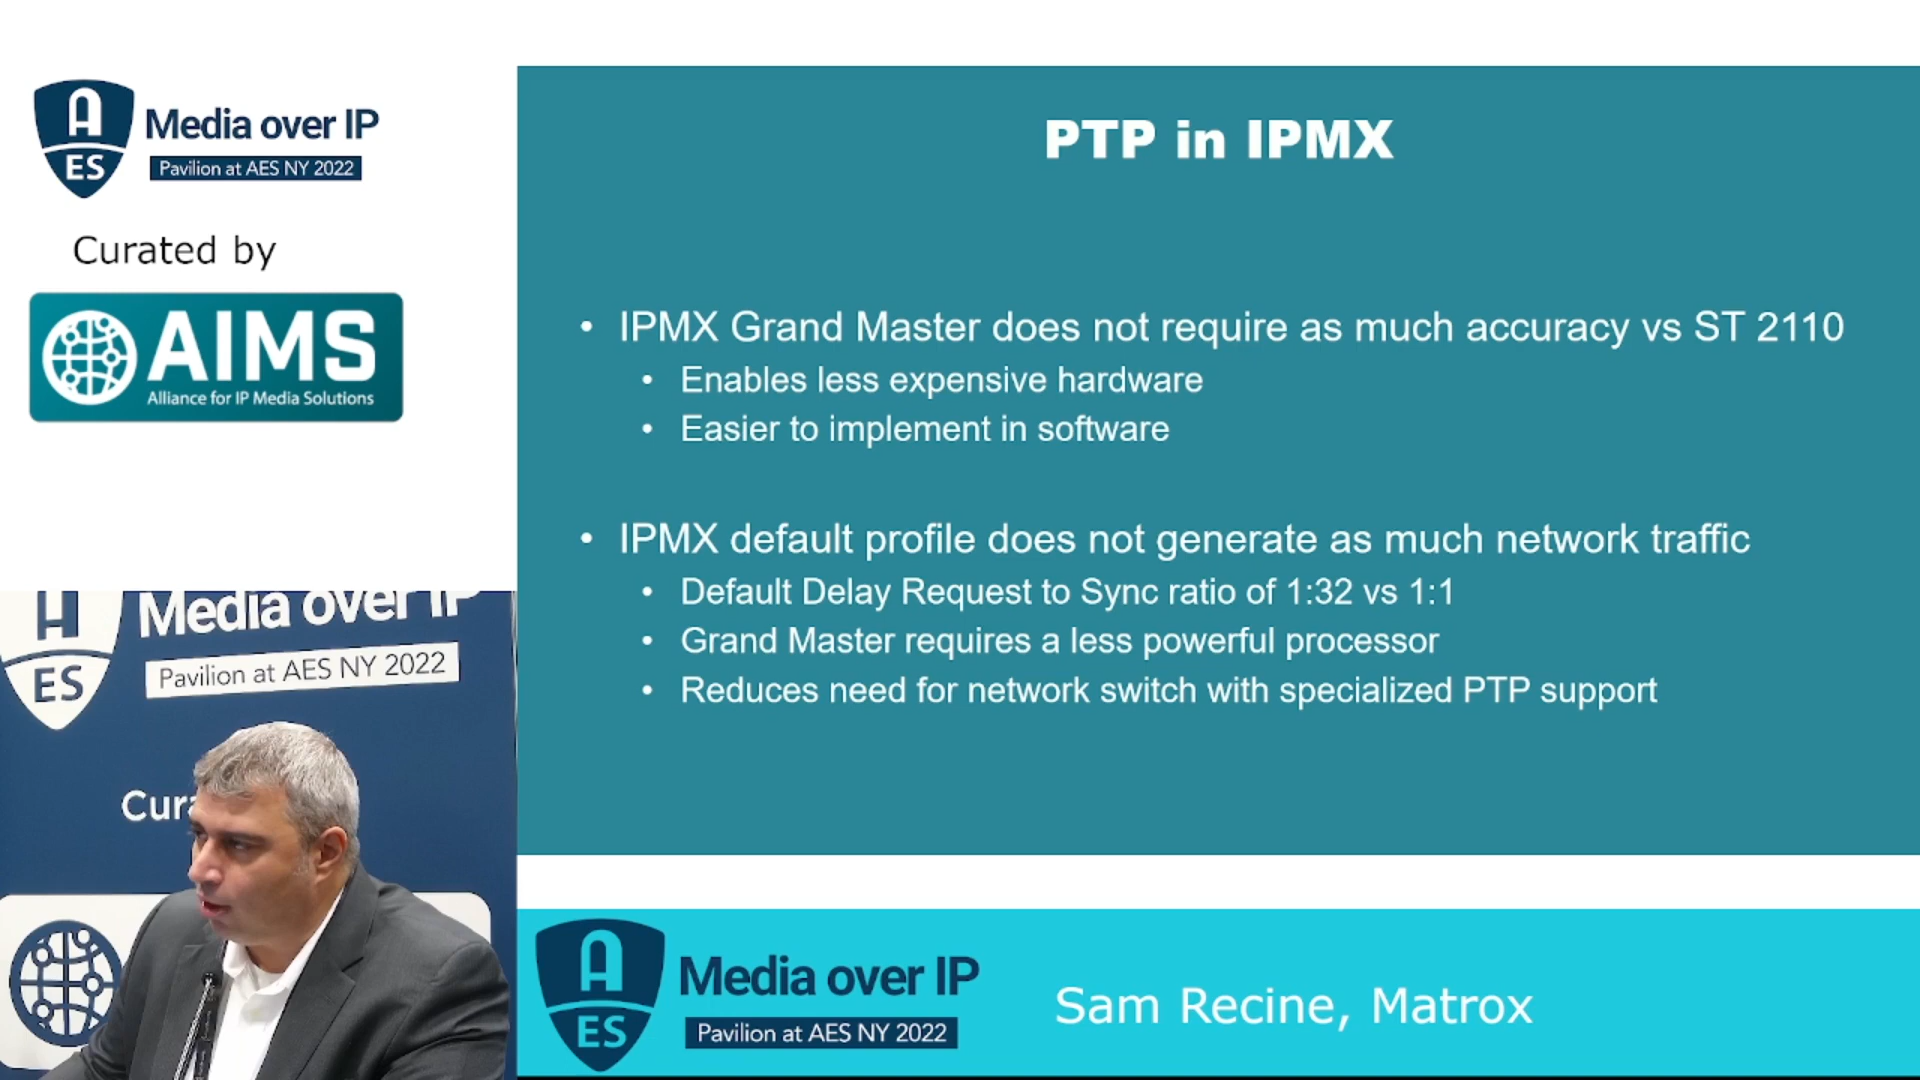 A
ES
Media over IP
Pavilion at AES NY 2022
Curated by
AIMS
Alliance for IP Media Solutions
PTP in IPMX
• IPMX Grand Master does not require as much accuracy vs ST 2110
• Enables less expensive hardware
• Easier to implement in software
• IPMX default profile does not generate as much network traffic
• Default Delay Request to Sync ratio of 1:32 vs 1:1
• Grand Master requires a less powerful processor
• Reduces need for network switch with specialized PTP support
A
ES
Media over IP
Pavilion at AES NY 2022
Cura
A
ES
Media over IP
Pavilion at AES NY 2022
Sam Recine, Matrox